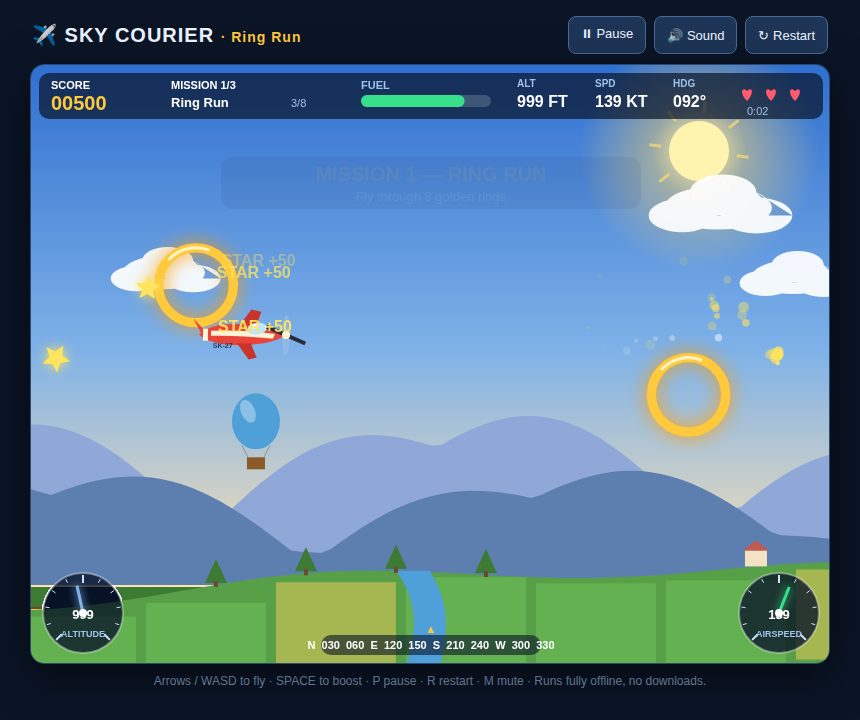 SKY COURIER · Ring Run
Pause
Sound
↻ Restart
SCORE
00500
MISSION 1/3
Ring Run
3/8
FUEL
ALT
999 FT
SPD
139 KT
HDG
092°
0:02
MISSION 1 — RING RUN
Fly through 8 golden rings
STAR +50
STAR +50
STAR +50
SK-27
999
ALTITUDE
139
AIRSPEED
N 030 060 E 120 150 S 210 240 W 300 330
Arrows / WASD to fly · SPACE to boost · P pause · R restart · M mute · Runs fully offline, no downloads.